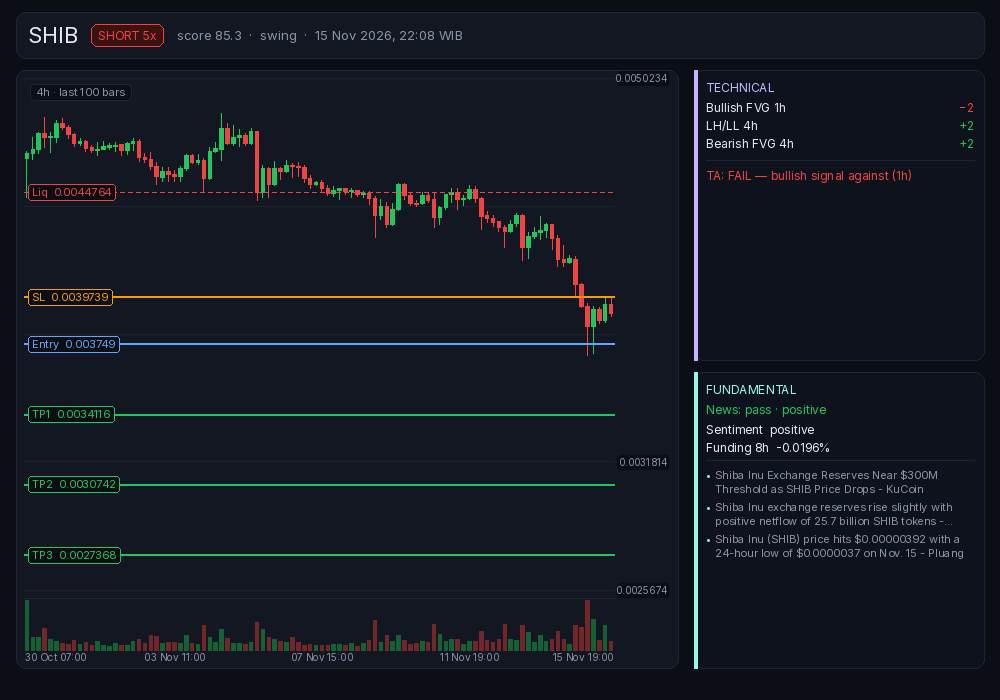 SHIB SHORT 5x score 85.3 · swing · 15 Nov 2026, 22:08 WIB
4h · last 100 bars
0.0050234
Liq 0.0044764
SL 0.0039739
Entry 0.003749
TP1 0.0034116
0.0031814
TP2 0.0030742
TP3 0.0027368
0.0025674
30 Oct 07:00 03 Nov 11:00 07 Nov 15:00 11 Nov 19:00 15 Nov 19:00
TECHNICAL
Bullish FVG 1h −2
LH/LL 4h +2
Bearish FVG 4h +2
TA: FAIL — bullish signal against (1h)
FUNDAMENTAL
News: pass · positive
Sentiment positive
Funding 8h -0.0196%
• Shiba Inu Exchange Reserves Near $300M
Threshold as SHIB Price Drops - KuCoin
• Shiba Inu exchange reserves rise slightly with
positive netflow of 25.7 billion SHIB tokens -...
• Shiba Inu (SHIB) price hits $0.00000392 with a
24-hour low of $0.0000037 on Nov. 15 - Pluang